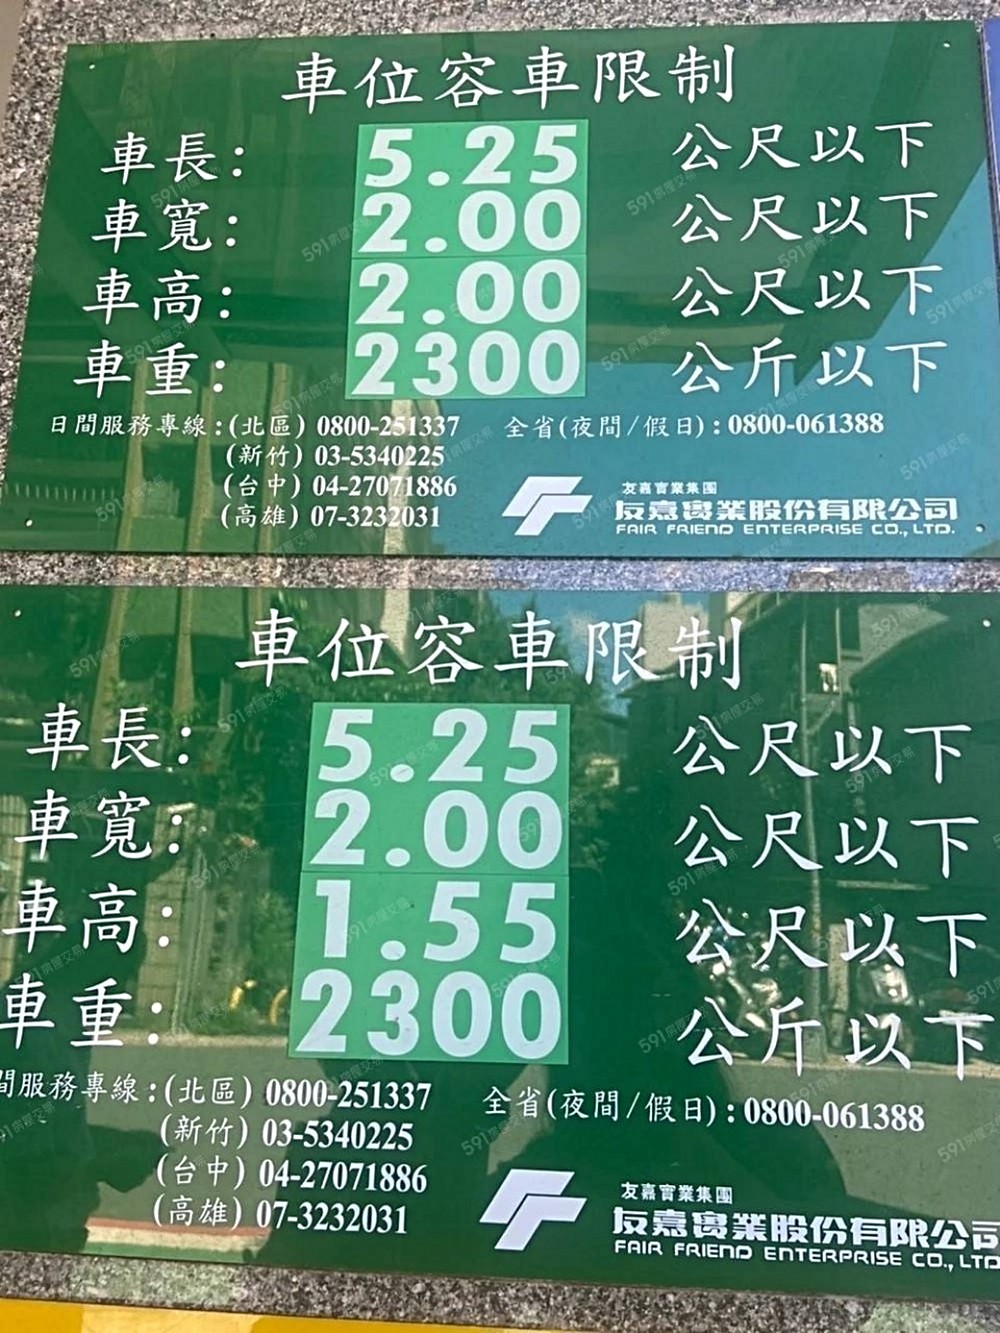 車位容車限制
車長： 5.25 公尺以下
車寬： 2.00 公尺以下
車高： 2.00 公尺以下
車重： 2300 公斤以下
日間服務專線：(北區) 0800-251337 全省(夜間/假日)：0800-061388
(新竹) 03-5340225
(台中) 04-27071886
(高雄) 07-3232031
友嘉實業集團
友嘉實業股份有限公司
FAIR FRIEND ENTERPRISE CO., LTD.
車位容車限制
車長： 5.25 公尺以下
車寬： 2.00 公尺以下
車高： 1.55 公尺以下
車重： 2300 公斤以下
間服務專線：(北區) 0800-251337 全省(夜間/假日)：0800-061388
(新竹) 03-5340225
(台中) 04-27071886
(高雄) 07-3232031
友嘉實業集團
友嘉實業股份有限公司
FAIR FRIEND ENTERPRISE CO., LTD
591房屋交易